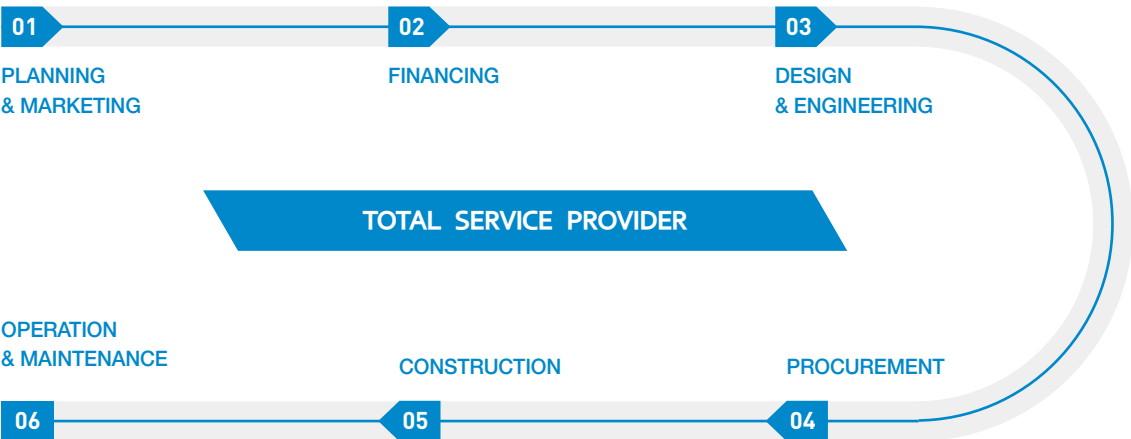 01
PLANNING
& MARKETING
02
FINANCING
03
DESIGN
& ENGINEERING
TOTAL SERVICE PROVIDER
PROCUREMENT
04
CONSTRUCTION
05
OPERATION
& MAINTENANCE
06